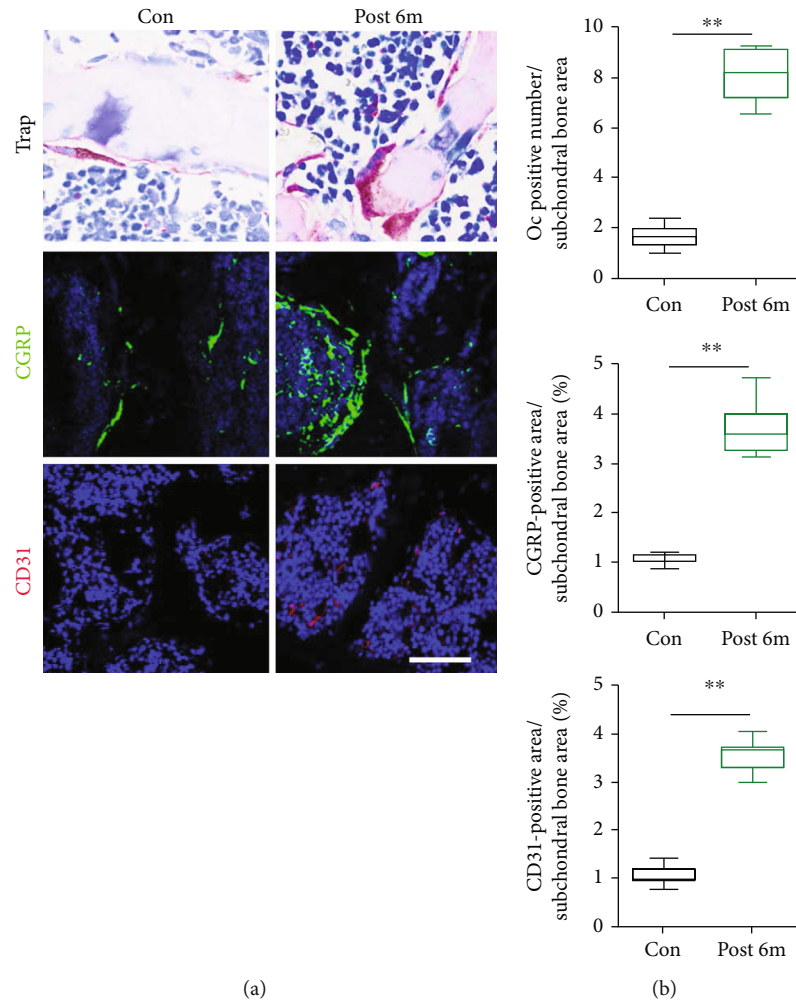 Con
Post 6m
Trap
CGRP
CD31
(a)
**
10
8
6
4
2
0
Oc positive number/
subchondral bone area
Con
Post 6m
**
5
4
3
2
1
0
CGRP-positive area/
subchondral bone area (%)
Con
Post 6m
**
5
4
3
2
1
0
CD31-positive area/
subchondral bone area (%)
Con
Post 6m
(b)